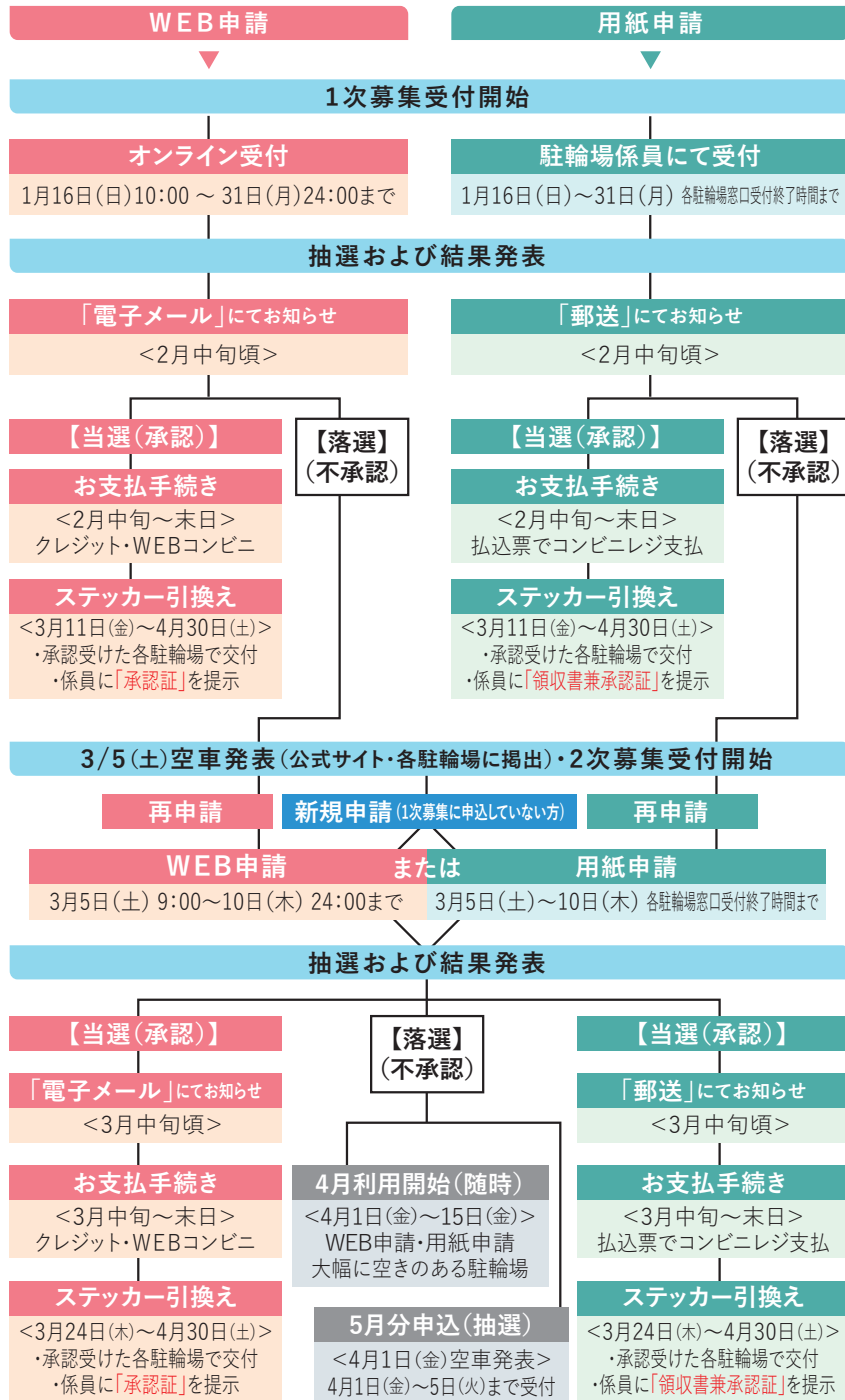 WEB申請
用紙申請
1次募集受付開始
オンライン受付
1月16日(日)10:00 ～ 31日(月)24:00まで
駐輪場係員にて受付
1月16日(日)～31日(月) 各駐輪場窓口受付終了時間まで
抽選および結果発表
「電子メール」にてお知らせ
<2月中旬頃>
「郵送」にてお知らせ
<2月中旬頃>
【当選(承認)】
【落選】
(不承認)
お支払手続き
<2月中旬～末日>
クレジット・WEBコンビニ
ステッカー引換え
<3月11日(金)～4月30日(土)>
・承認受けた各駐輪場で交付
・係員に「承認証」を提示
【当選(承認)】
【落選】
(不承認)
お支払手続き
<2月中旬～末日>
払込票でコンビニレジ支払
ステッカー引換え
<3月11日(金)～4月30日(土)>
・承認受けた各駐輪場で交付
・係員に「領収書兼承認証」を提示
3/5(土)空車発表(公式サイト・各駐輪場に掲出)・2次募集受付開始
再申請
新規申請(1次募集に申込していない方)
再申請
WEB申請 または 用紙申請
3月5日(土) 9:00～10日(木) 24:00まで
3月5日(土)～10日(木) 各駐輪場窓口受付終了時間まで
抽選および結果発表
【当選(承認)】
「電子メール」にてお知らせ
<3月中旬頃>
お支払手続き
<3月中旬～末日>
クレジット・WEBコンビニ
ステッカー引換え
<3月24日(木)～4月30日(土)>
・承認受けた各駐輪場で交付
・係員に「承認証」を提示
【落選】
(不承認)
4月利用開始(随時)
<4月1日(金)～15日(金)>
WEB申請・用紙申請
大幅に空きのある駐輪場
5月分申込(抽選)
<4月1日(金)空車発表>
4月1日(金)～5日(火)まで受付
【当選(承認)】
「郵送」にてお知らせ
<3月中旬頃>
お支払手続き
<3月中旬～末日>
払込票でコンビニレジ支払
ステッカー引換え
<3月24日(木)～4月30日(土)>
・承認受けた各駐輪場で交付
・係員に「領収書兼承認証」を提示